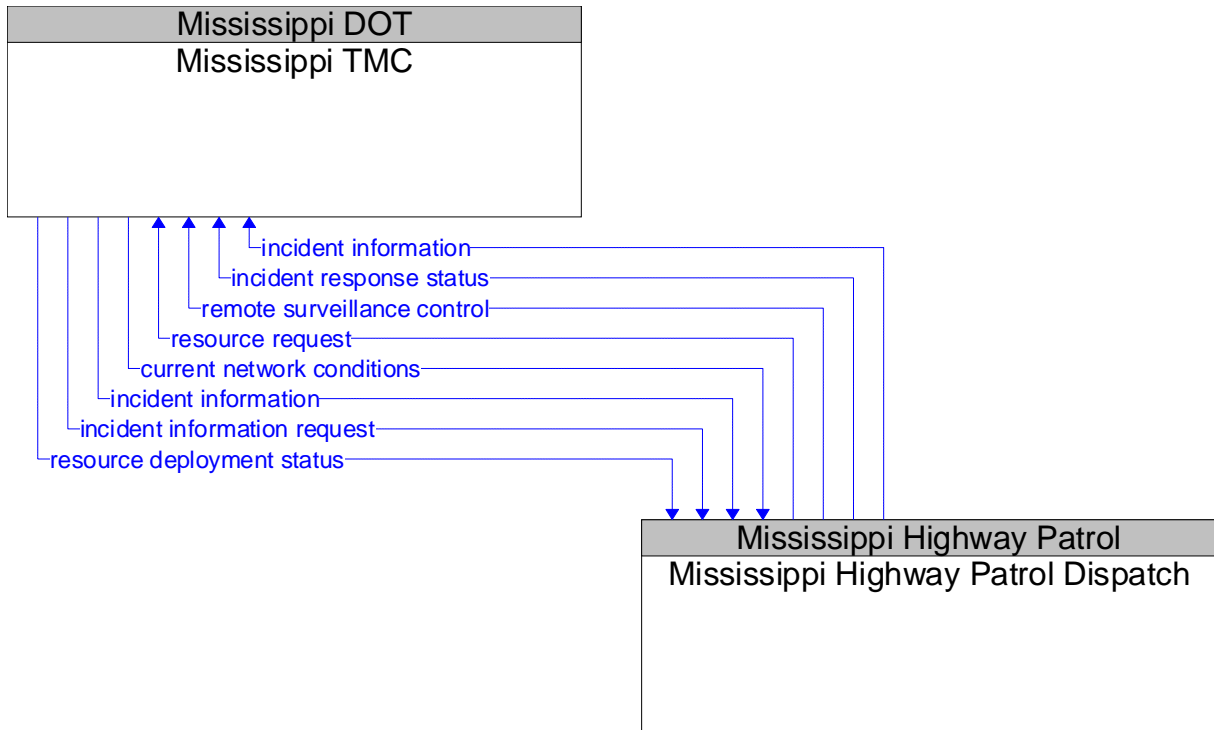 Mississippi DOT
Mississippi TMC
incident information
incident response status
remote surveillance control
resource request
current network conditions
incident information
incident information request
resource deployment status
Mississippi Highway Patrol
Mississippi Highway Patrol Dispatch